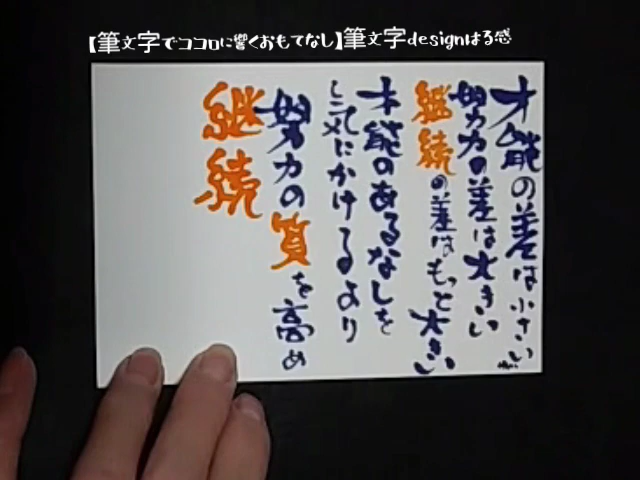 【筆文字でココロに響くおもてなし】筆文字designはる感
才能の差は小さい
努力の差は大きい
継続の差はもっと大きい
本能のあるなしを
気にかけるより
努力の質を高め
継続